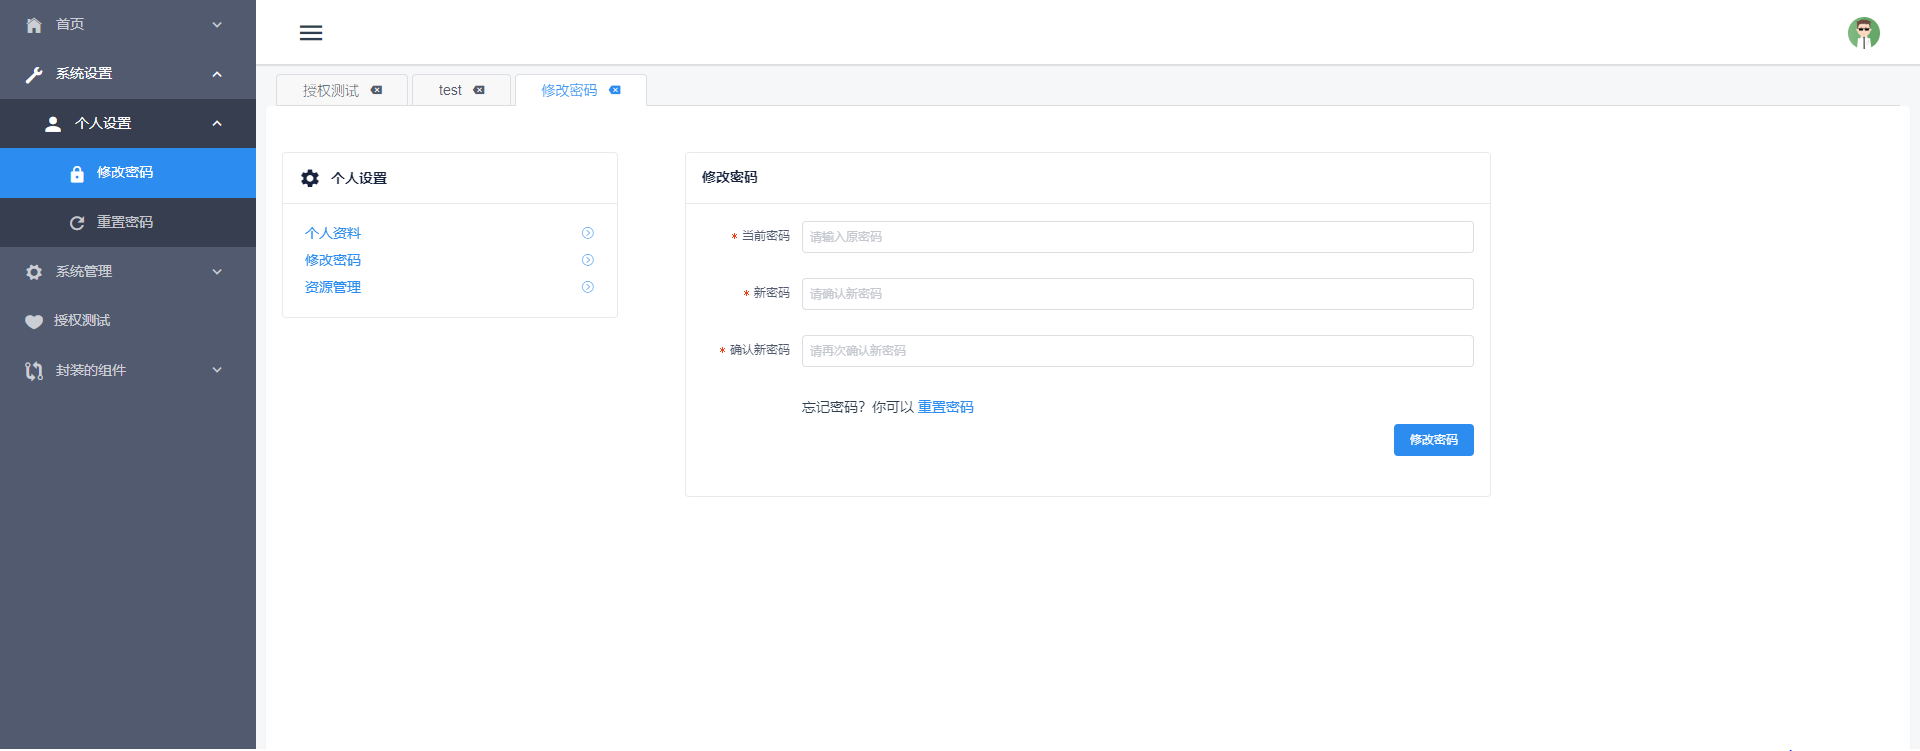 首页
系统设置
个人设置
修改密码
重置密码
系统管理
授权测试
封装的组件
授权测试
test
修改密码
个人设置
个人资料
修改密码
资源管理
修改密码
* 当前密码 请输入原密码
* 新密码 请确认新密码
* 确认新密码 请再次确认新密码
忘记密码？你可以 重置密码
修改密码